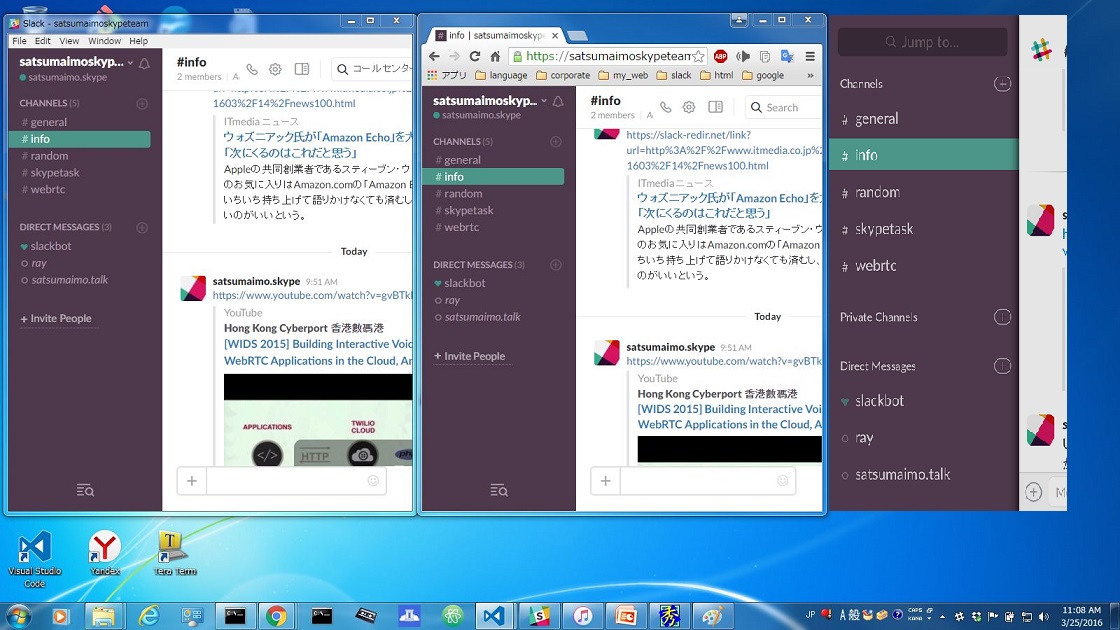 Slack - satsumaimoskypeteam
File Edit View Window Help
satsumaimoskyp...
satsumaimo.skype
CHANNELS (5)
# general
# info
# random
# skypetask
# webrtc
DIRECT MESSAGES (3)
slackbot
ray
satsumaimo.talk
+ Invite People
#info
2 members
コールセンター
1603%2F14%2Fnews100.html
ITmedia ニュース
ウォズニアック氏が「Amazon Echo」を
「次にくるのはこれだと思う」
Appleの共同創業者であるスティーブン・ウ
のお気に入りはAmazon.comの「Amazon E
いちいち持ち上げて語りかけなくても済むし
いのがいいという。
Today
satsumaimo.skype 9:51 AM
https://www.youtube.com/watch?v=gvBTkl
YouTube
Hong Kong Cyberport 香港數碼港
[WIDS 2015] Building Interactive Voic
WebRTC Applications in the Cloud, Ar
APPLICATIONS
TWILIO
CLOUD
</>
HTTP
+
# info | satsumaimoskype
https://satsumaimoskypeteam
ABP
アプリ language corporate my_web slack html google »
satsumaimoskyp...
satsumaimo.skype
CHANNELS (5)
# general
# info
# random
# skypetask
# webrtc
DIRECT MESSAGES (3)
slackbot
ray
satsumaimo.talk
+ Invite People
#info
2 members
Search
https://slack-redir.net/link?
url=http%3A%2F%2Fwww.itmedia.co.jp%2
1603%2F14%2Fnews100.html
ITmedia ニュース
ウォズニアック氏が「Amazon Echo」を
「次にくるのはこれだと思う」
Appleの共同創業者であるスティーブン・ウ
のお気に入りはAmazon.comの「Amazon
ちいち持ち上げて語りかけなくても済むし、
のがいいという。
Today
satsumaimo.skype 9:51 AM
https://www.youtube.com/watch?v=gvBTk
YouTube
Hong Kong Cyberport 香港數碼港
[WIDS 2015] Building Interactive Voi
WebRTC Applications in the Cloud, A
+
Jump to...
Channels
# general
# info
# random
# skypetask
# webrtc
Private Channels
Direct Messages
slackbot
ray
satsumaimo.talk
Visual Studio
Code
Yandex
Tera Term
JP
A 般
CAPS
KANA
11:08 AM
3/25/2016